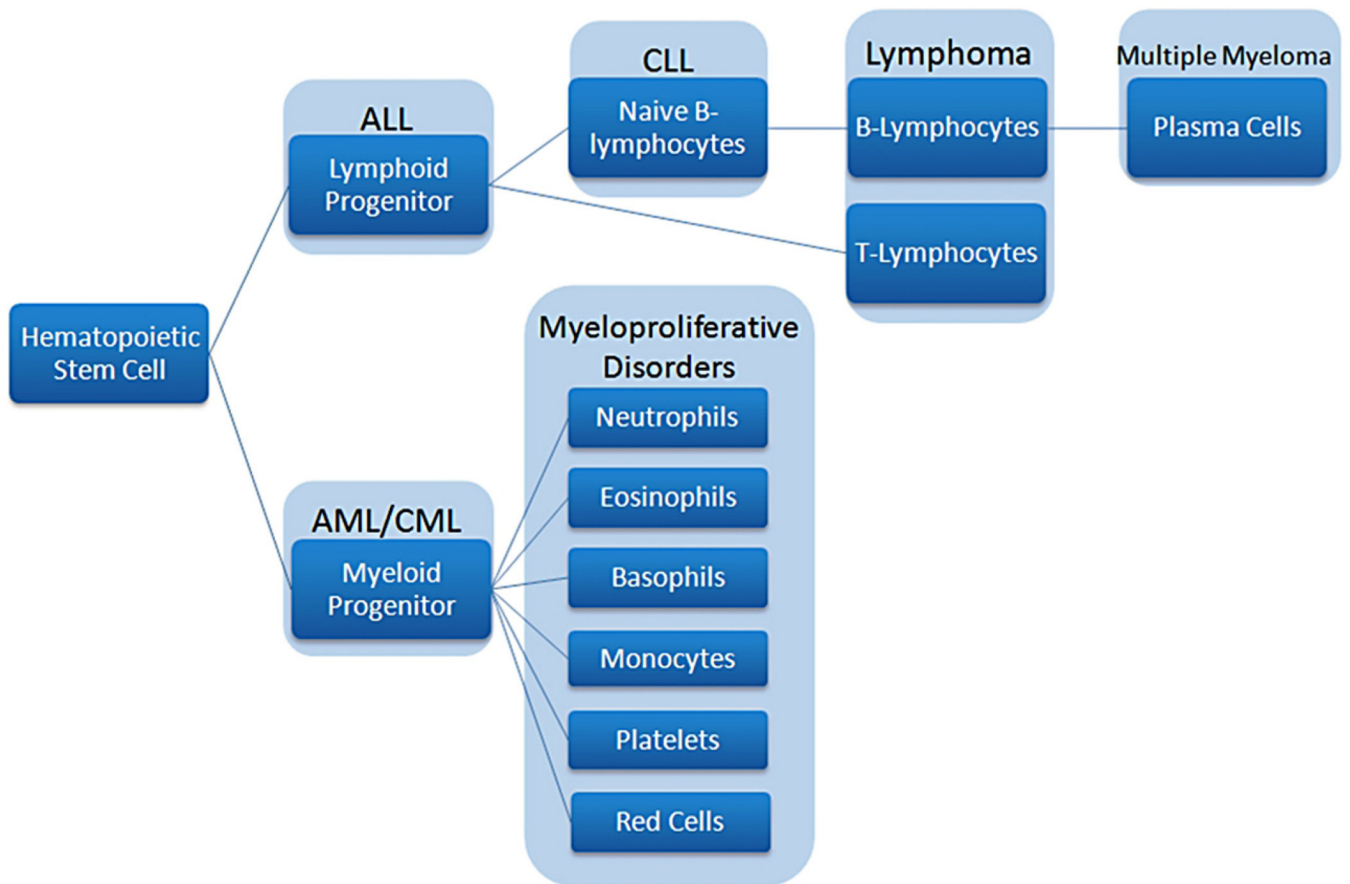 Hematopoietic
Stem Cell
ALL
Lymphoid
Progenitor
CLL
Naive B-
lymphocytes
Lymphoma
B-Lymphocytes
T-Lymphocytes
Multiple Myeloma
Plasma Cells
AML/CML
Myeloid
Progenitor
Myeloproliferative
Disorders
Neutrophils
Eosinophils
Basophils
Monocytes
Platelets
Red Cells